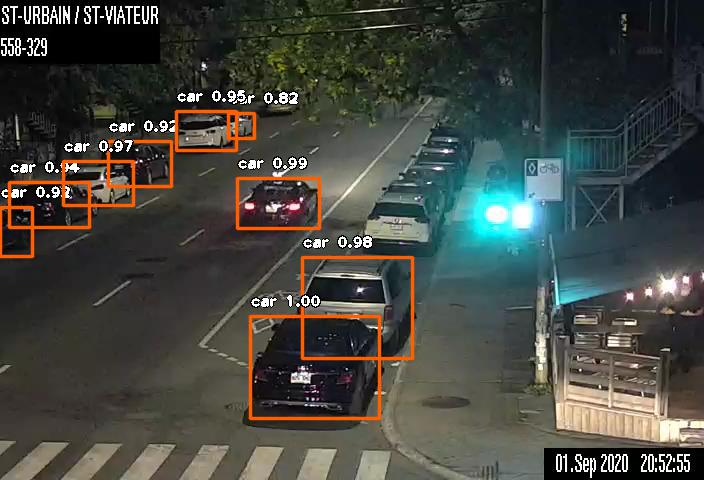 ST-URBAIN / ST-VIATEUR
558-329
car 0.95
0.82
car 0.92
car 0.97
car 0.94
car 0.99
car 0.98
car 1.00
01.Sep 2020 20:52:55